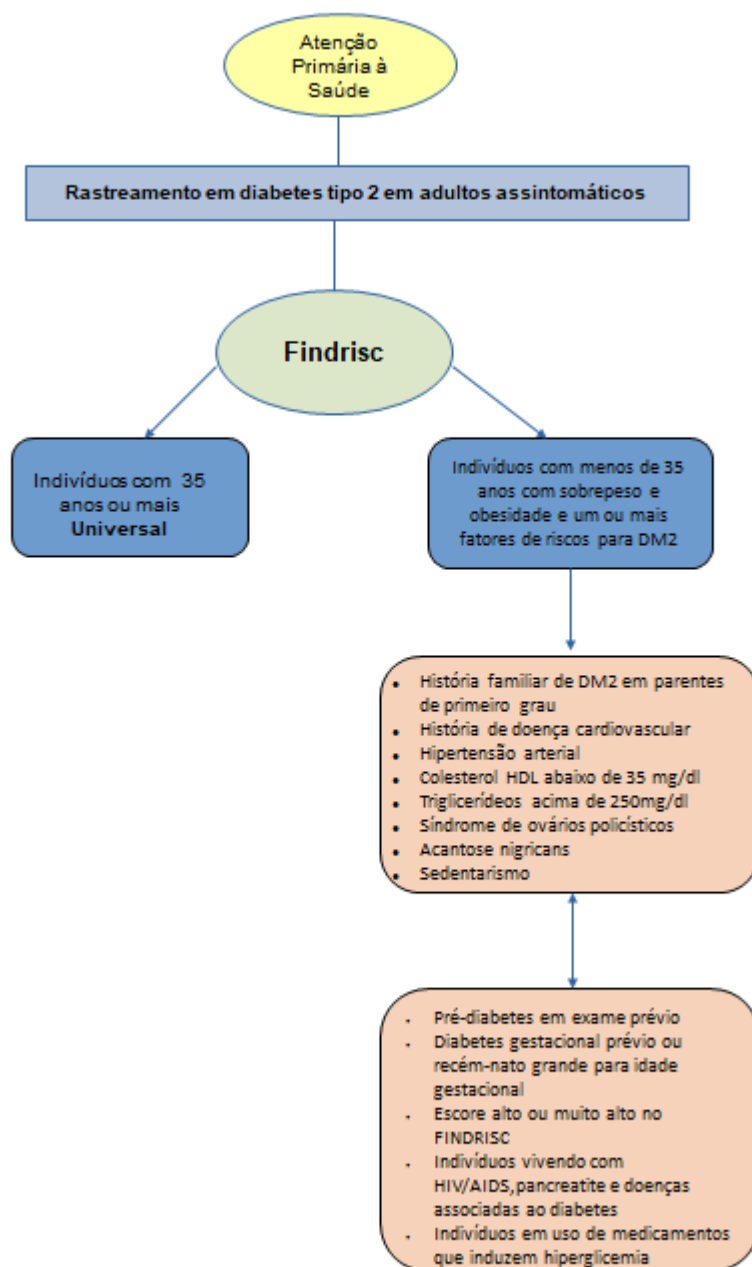 Atenção
Primária à
Saúde
Rastreamento em diabetes tipo 2 em adultos assintomáticos
Findrisc
Indivíduos com 35
anos ou mais
Universal
Indivíduos com menos de 35
anos com sobrepeso e
obesidade e um ou mais
fatores de riscos para DM2
• História familiar de DM2 em parentes
de primeiro grau
• História de doença cardiovascular
• Hipertensão arterial
• Colesterol HDL abaixo de 35 mg/dl
• Triglicerídeos acima de 250mg/dl
• Síndrome de ovários policísticos
• Acantose nigricans
• Sedentarismo
• Pré-diabetes em exame prévio
• Diabetes gestacional prévio ou
recém-nato grande para idade
gestacional
• Escore alto ou muito alto no
FINDRISC
• Indivíduos vivendo com
HIV/AIDS,pancreatite e doenças
associadas ao diabetes
• Indivíduos em uso de medicamentos
que induzem hiperglicemia